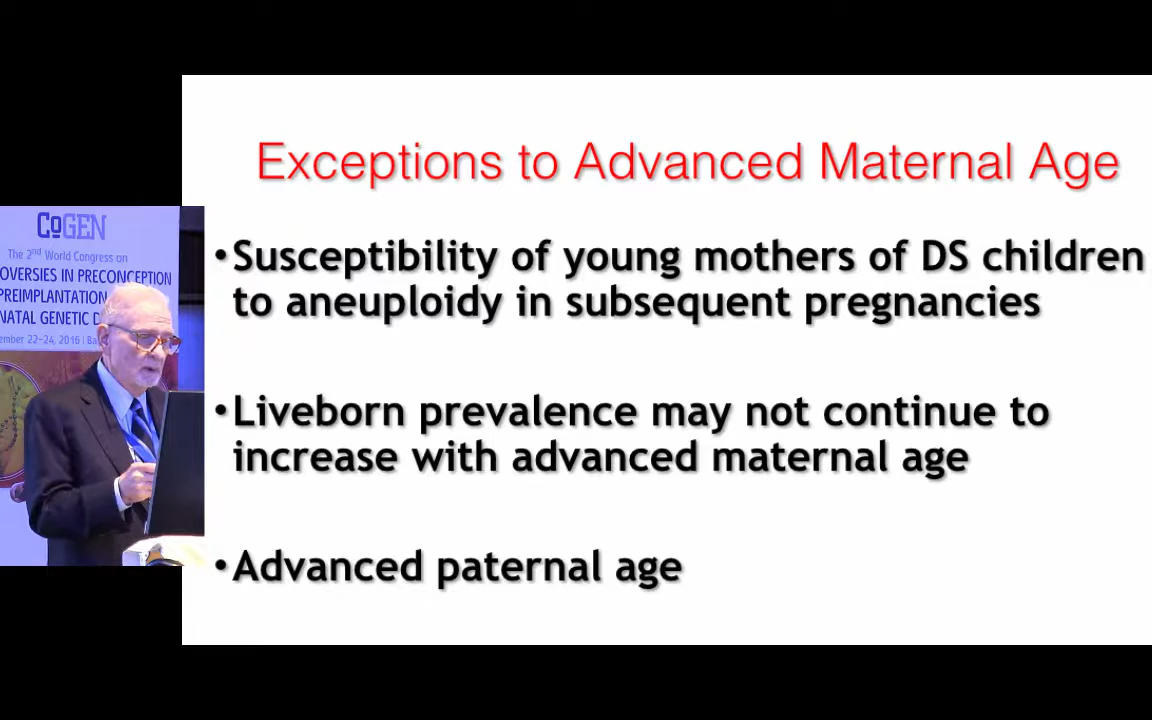 Exceptions to Advanced Maternal Age
• Susceptibility of young mothers of DS children
to aneuploidy in subsequent pregnancies
• Liveborn prevalence may not continue to
increase with advanced maternal age
• Advanced paternal age
CoGEN
The 2nd World Congress on
OVERSIES IN PRECONCEPTION
PREIMPLANTATION
NATAL GENETIC D
ember 22-24, 2016 | Ba